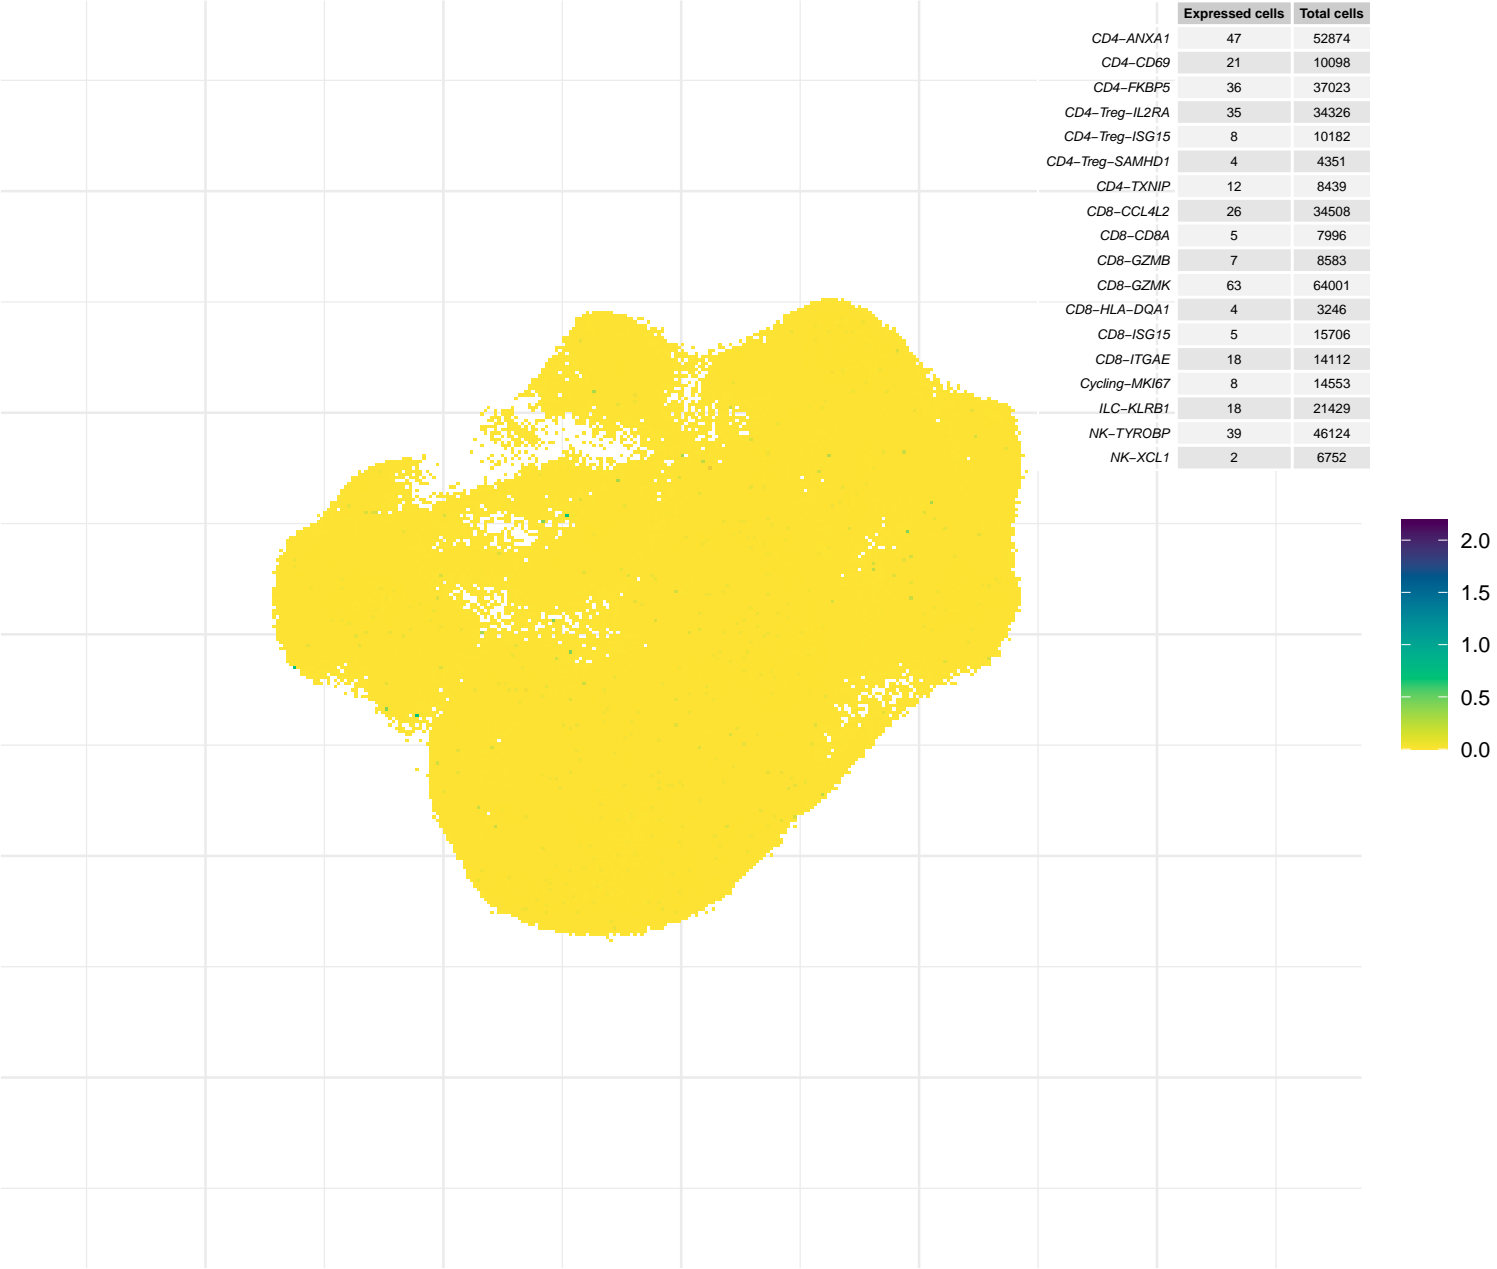 Expressed cells Total cells
CD4−ANXA1 47 52874
CD4−CD69 21 10098
CD4−FKBP5 36 37023
CD4−Treg−IL2RA 35 34326
CD4−Treg−ISG15 8 10182
CD4−Treg−SAMHD1 4 4351
CD4−TXNIP 12 8439
CD8−CCL4L2 26 34508
CD8−CD8A 5 7996
CD8−GZMB 7 8583
CD8−GZMK 63 64001
CD8−HLA−DQA1 4 3246
CD8−ISG15 5 15706
CD8−ITGAE 18 14112
Cycling−MKI67 8 14553
ILC−KLRB1 18 21429
NK−TYROBP 39 46124
NK−XCL1 2 6752
2.0
1.5
1.0
0.5
0.0